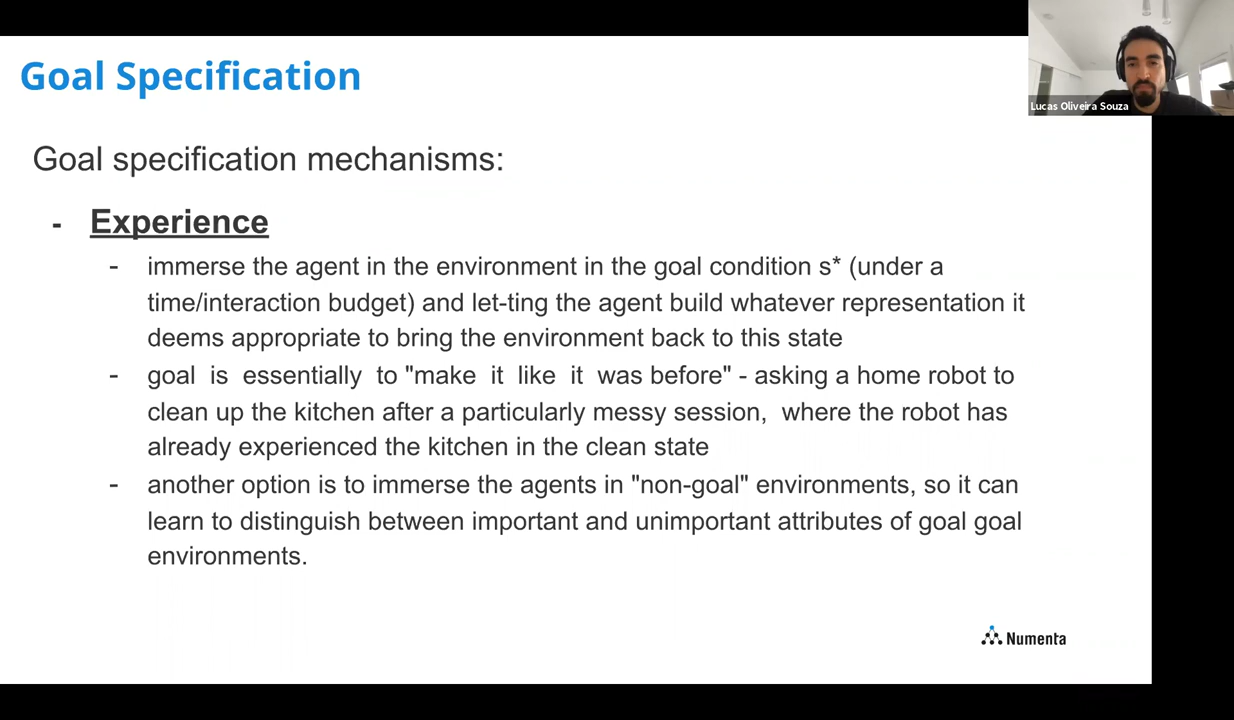 Goal Specification
Lucas Oliveira Souza
Goal specification mechanisms:
- Experience
- immerse the agent in the environment in the goal condition s* (under a
time/interaction budget) and let-ting the agent build whatever representation it
deems appropriate to bring the environment back to this state
- goal is essentially to "make it like it was before" - asking a home robot to
clean up the kitchen after a particularly messy session, where the robot has
already experienced the kitchen in the clean state
- another option is to immerse the agents in "non-goal" environments, so it can
learn to distinguish between important and unimportant attributes of goal goal
environments.
Numenta